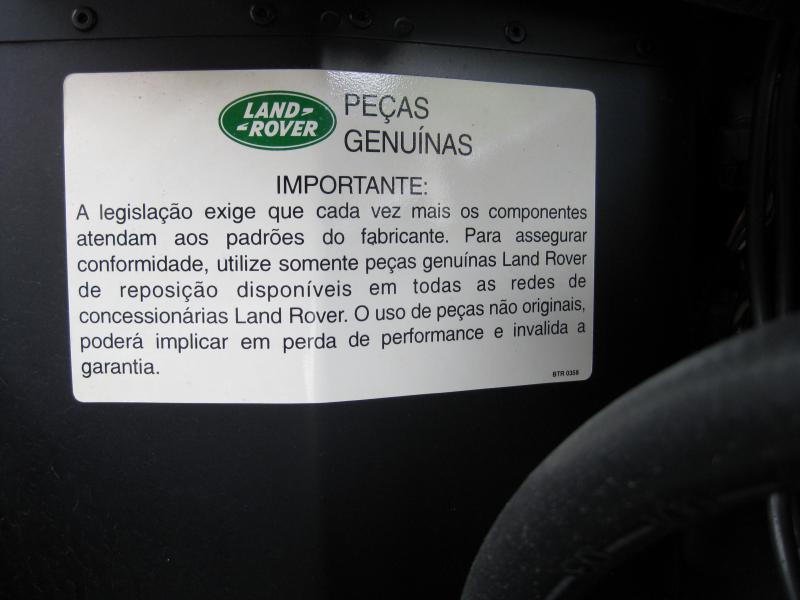 LAND
ROVER
PEÇAS
GENUÍNAS
IMPORTANTE:
A legislação exige que cada vez mais os componentes
atendam aos padrões do fabricante. Para assegurar
conformidade, utilize somente peças genuínas Land Rover
de reposição disponíveis em todas as redes de
concessionárias Land Rover. O uso de peças não originais,
poderá implicar em perda de performance e invalida a
garantia.
BTR 0358